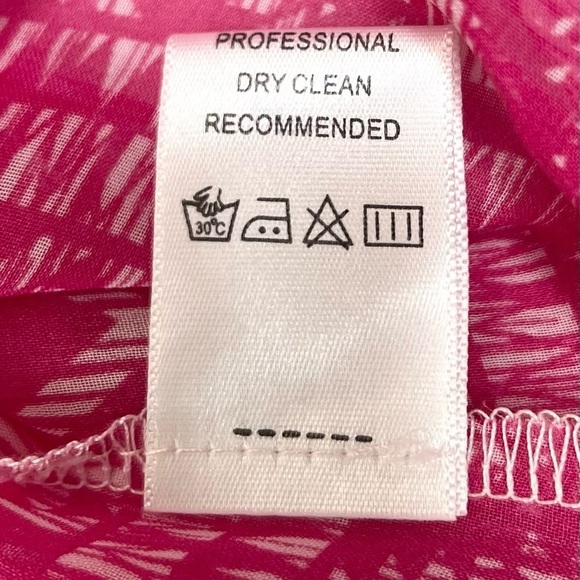 PROFESSIONAL
DRY CLEAN
RECOMMENDED
30°C